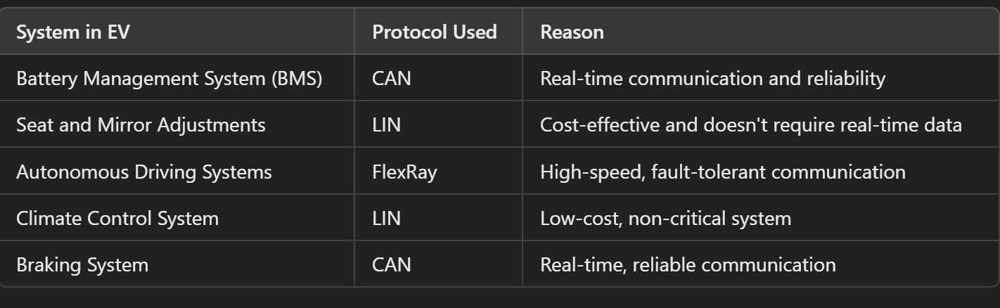 System in EV Protocol Used Reason
Battery Management System (BMS) CAN Real-time communication and reliability
Seat and Mirror Adjustments LIN Cost-effective and doesn't require real-time data
Autonomous Driving Systems FlexRay High-speed, fault-tolerant communication
Climate Control System LIN Low-cost, non-critical system
Braking System CAN Real-time, reliable communication